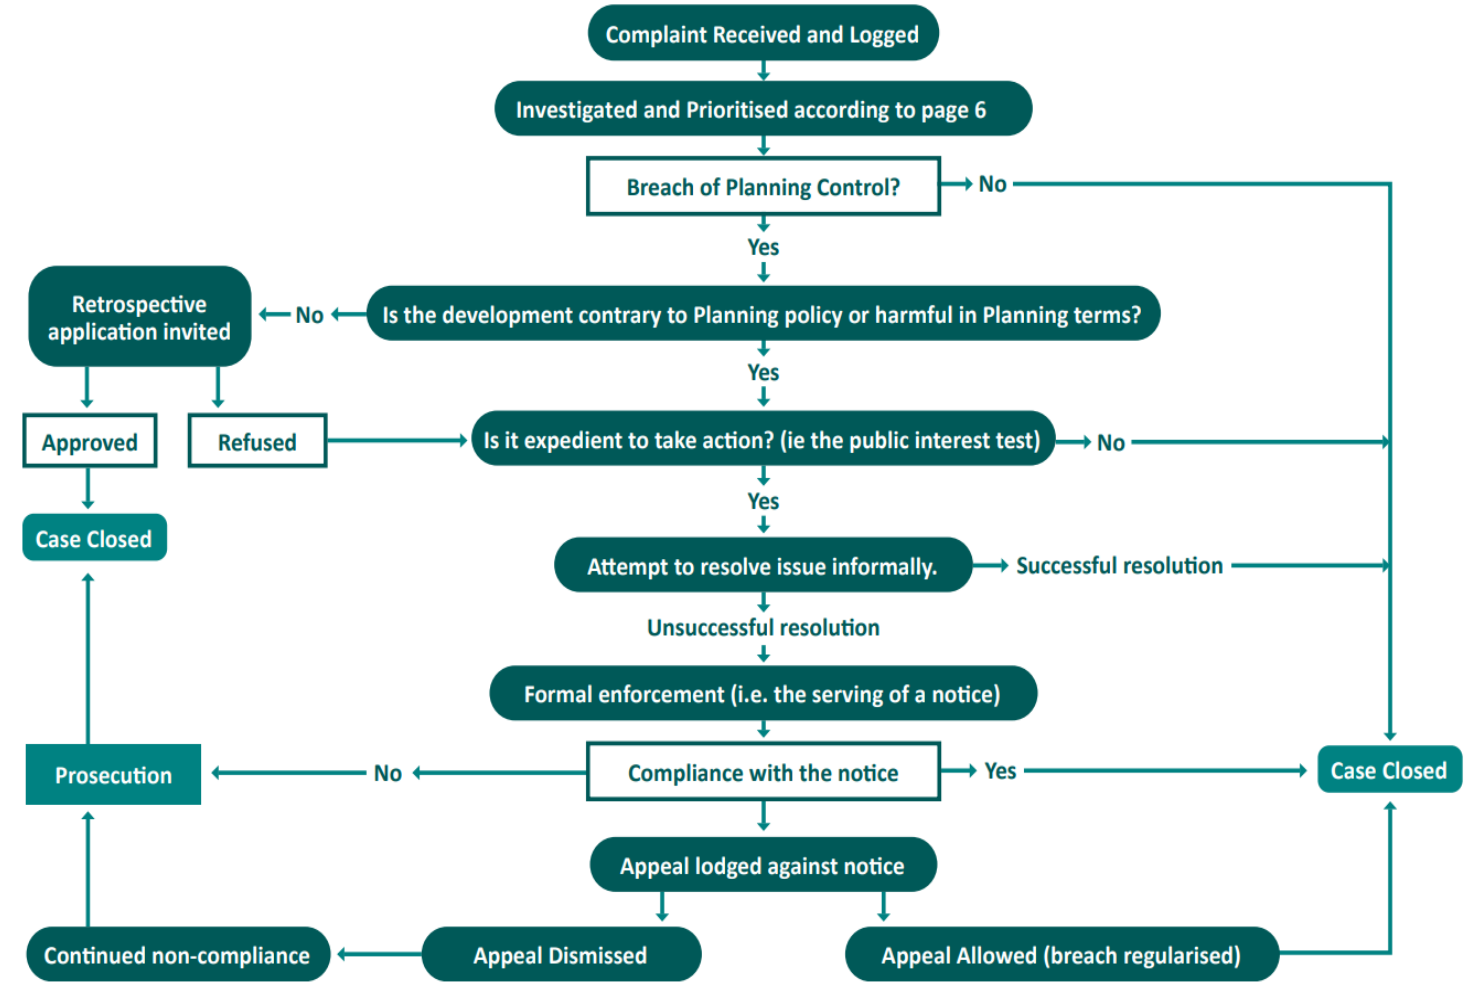 Complaint Received and Logged
Investigated and Prioritised according to page 6
Breach of Planning Control?
No
Yes
Retrospective
application invited
No
Is the development contrary to Planning policy or harmful in Planning terms?
Yes
Approved
Refused
Is it expedient to take action? (ie the public interest test)
No
Yes
Case Closed
Attempt to resolve issue informally.
Successful resolution
Unsuccessful resolution
Formal enforcement (i.e. the serving of a notice)
Prosecution
No
Compliance with the notice
Yes
Case Closed
Appeal lodged against notice
Continued non-compliance
Appeal Dismissed
Appeal Allowed (breach regularised)